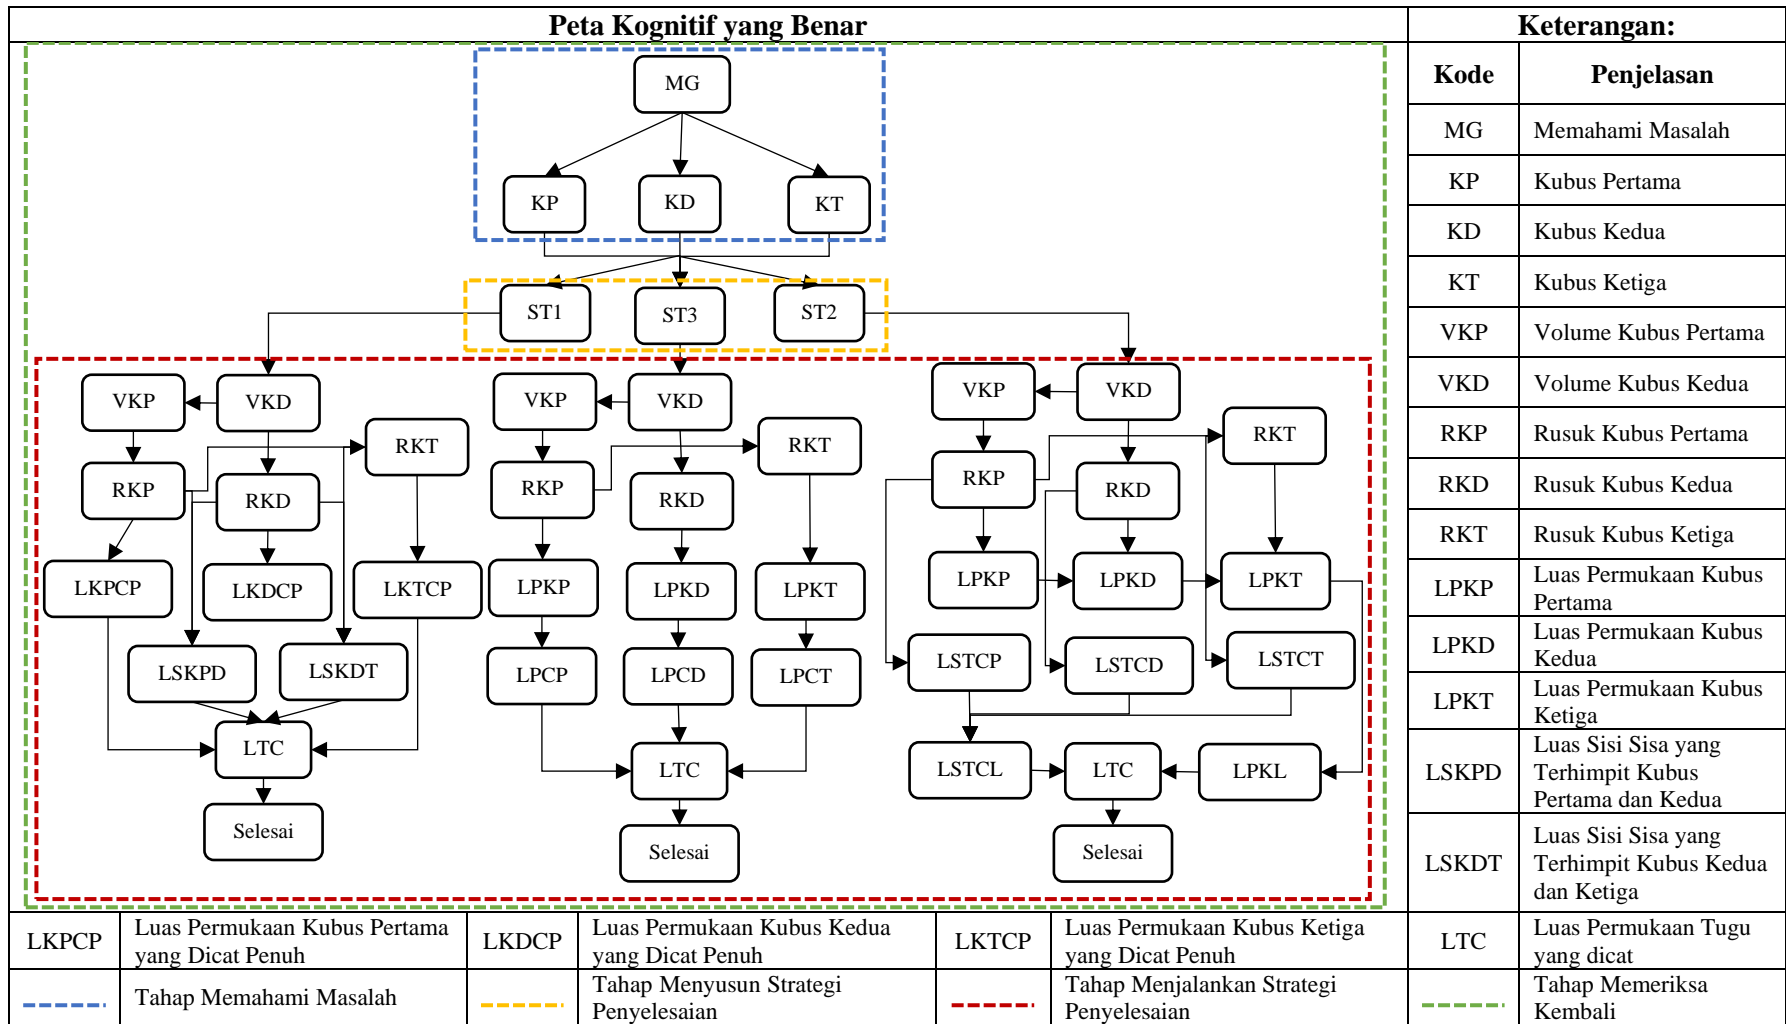 Peta Kognitif yang Benar
Keterangan:
MG
KP
KD
KT
ST1
ST3
ST2
VKP
VKD
RKT
RKP
RKD
LKPCP
LKDCP
LKTCP
LSKPD
LSKDT
LTC
Selesai
VKP
VKD
RKT
RKP
RKD
LPKP
LPKD
LPKT
LPCP
LPCD
LPCT
LTC
Selesai
VKP
VKD
RKT
RKP
RKD
LPKP
LPKD
LPKT
LSTCP
LSTCD
LSTCT
LSTCL
LTC
LPKL
Selesai
Kode
Penjelasan
MG
Memahami Masalah
KP
Kubus Pertama
KD
Kubus Kedua
KT
Kubus Ketiga
VKP
Volume Kubus Pertama
VKD
Volume Kubus Kedua
RKP
Rusuk Kubus Pertama
RKD
Rusuk Kubus Kedua
RKT
Rusuk Kubus Ketiga
LPKP
Luas Permukaan Kubus
Pertama
LPKD
Luas Permukaan Kubus
Kedua
LPKT
Luas Permukaan Kubus
Ketiga
LSKPD
Luas Sisi Sisa yang
Terhimpit Kubus
Pertama dan Kedua
LSKDT
Luas Sisi Sisa yang
Terhimpit Kubus Kedua
dan Ketiga
LKPCP
Luas Permukaan Kubus Pertama
yang Dicat Penuh
LKDCP
Luas Permukaan Kubus Kedua
yang Dicat Penuh
LKTCP
Luas Permukaan Kubus Ketiga
yang Dicat Penuh
LTC
Luas Permukaan Tugu
yang dicat
Tahap Memahami Masalah
Tahap Menyusun Strategi
Penyelesaian
Tahap Menjalankan Strategi
Penyelesaian
Tahap Memeriksa
Kembali